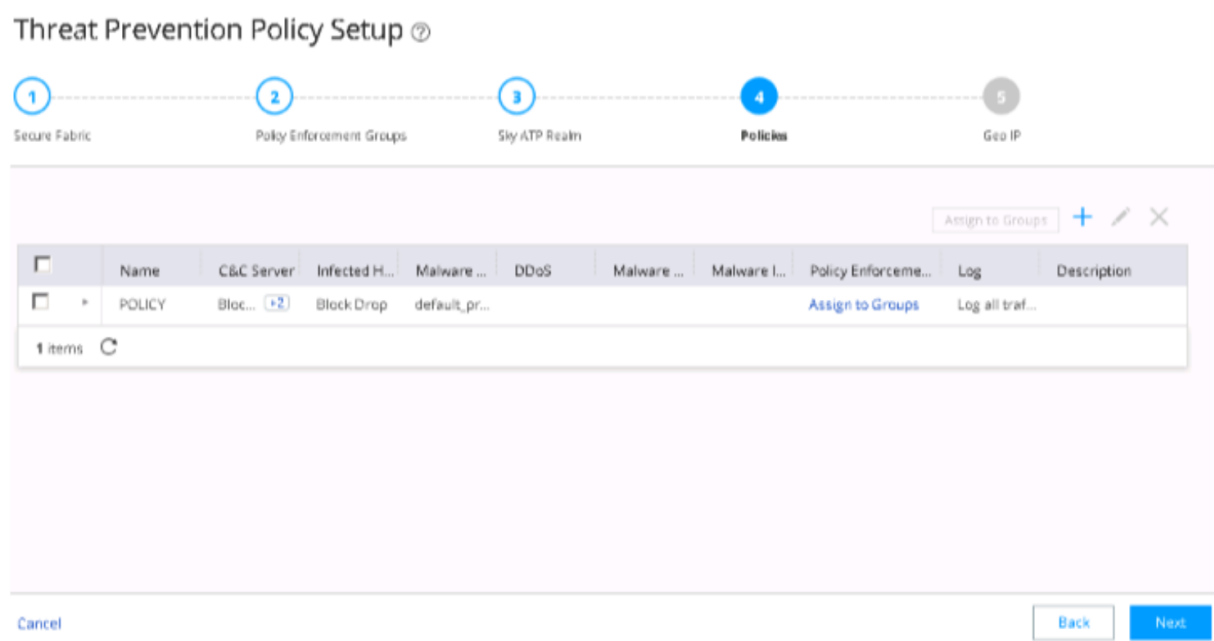 Threat Prevention Policy Setup ?
1 2 3 4 5
Secure Fabric Policy Enforcement Groups Sky ATP Realm Policies Geo IP
Assign to Groups
Name C&C Server Infected H... Malware ... DDoS Malware ... Malware I... Policy Enforceme... Log Description
POLICY Bloc... +2 Block Drop default_pr... Assign to Groups Log all traf...
1 items
Cancel Back Next